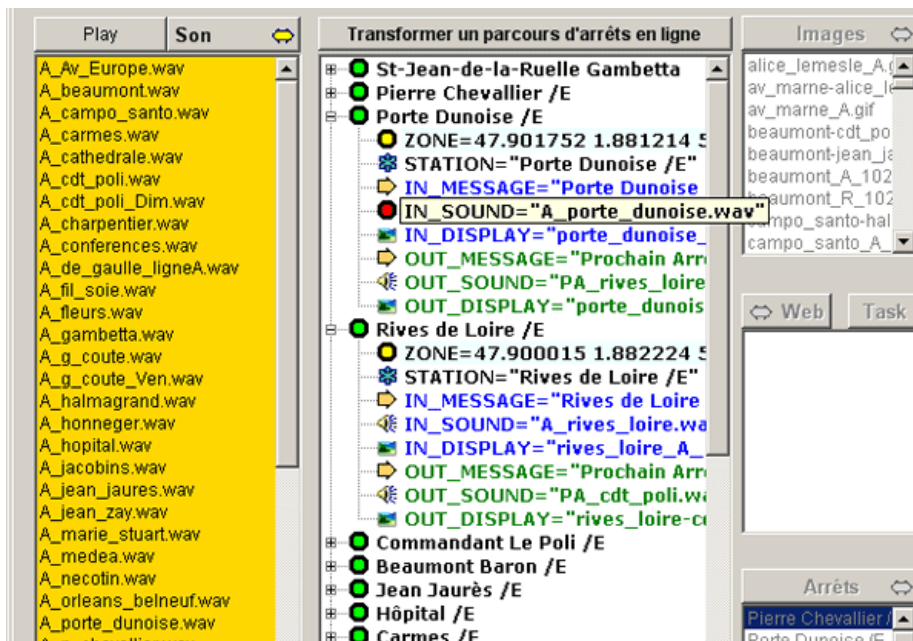 Play
Son
A_Av_Europe.wav
A_beaumont.wav
A_campo_santo.wav
A_carmes.wav
A_cathedrale.wav
A_cdt_poli.wav
A_cdt_poli_Dim.wav
A_charpentier.wav
A_conferences.wav
A_de_gaulle_ligneA.wav
A_fil_soie.wav
A_fleurs.wav
A_gambetta.wav
A_g_coute.wav
A_g_coute_Ven.wav
A_halmagrand.wav
A_honneger.wav
A_hopital.wav
A_jacobins.wav
A_jean_jaures.wav
A_jean_zay.wav
A_marie_stuart.wav
A_medea.wav
A_necotin.wav
A_orleans_belneuf.wav
A_porte_dunoise.wav
Transformer un parcours d'arrêts en ligne
St-Jean-de-la-Ruelle Gambetta
Pierre Chevallier /E
Porte Dunoise /E
ZONE=47.901752 1.881214 5
STATION="Porte Dunoise /E"
IN_MESSAGE="Porte Dunoise
IN_SOUND="A_porte_dunoise.wav"
IN_DISPLAY="porte_dunoise_
OUT_MESSAGE="Prochain Arr
OUT_SOUND="PA_rives_loire
OUT_DISPLAY="porte_dunois
Rives de Loire /E
ZONE=47.900015 1.882224 5
STATION="Rives de Loire /E"
IN_MESSAGE="Rives de Loire
IN_SOUND="A_rives_loire.wa
IN_DISPLAY="rives_loire_A_
OUT_MESSAGE="Prochain Arr
OUT_SOUND="PA_cdt_poli.wa
OUT_DISPLAY="rives_loire-c
Commandant Le Poli /E
Beaumont Baron /E
Jean Jaurès /E
Hôpital /E
Carmes /E
Images
alice_lemesle_A.g
av_marne-alice_le
av_marne_A.gif
beaumont-cdt_po
beaumont-jean_ja
beaumont_A_102
beaumont_R_102
campo_santo-hal
campo_santo_A_
Web
Task
Arrêts
Pierre Chevallier /
Porte Dunoise /E